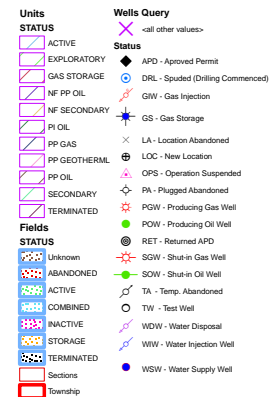 Units
STATUS
ACTIVE
EXPLORATORY
GAS STORAGE
NF PP OIL
NF SECONDARY
PI OIL
PP GAS
PP GEOTHERML
PP OIL
SECONDARY
TERMINATED
Fields
STATUS
Unknown
ABANDONED
ACTIVE
COMBINED
INACTIVE
STORAGE
TERMINATED
Sections
Township
Wells Query
<all other values>
Status
APD - Aproved Permit
DRL - Spuded (Drilling Commenced)
GIW - Gas Injection
GS - Gas Storage
LA - Location Abandoned
LOC - New Location
OPS - Operation Suspended
PA - Plugged Abandoned
PGW - Producing Gas Well
POW - Producing Oil Well
RET - Returned APD
SGW - Shut-in Gas Well
SOW - Shut-in Oil Well
TA - Temp. Abandoned
TW - Test Well
WDW - Water Disposal
WIW - Water Injection Well
WSW - Water Supply Well